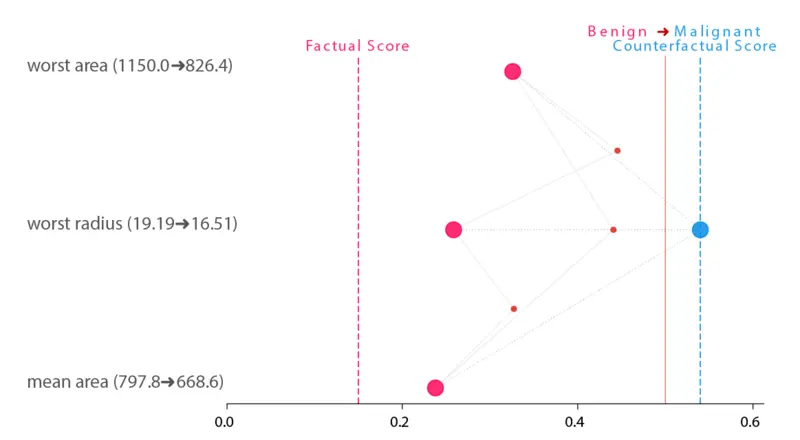 Benign ➔ Malignant
Factual Score
Counterfactual Score
worst area (1150.0➔826.4)
worst radius (19.19➔16.51)
mean area (797.8➔668.6)
0.0 0.2 0.4 0.6